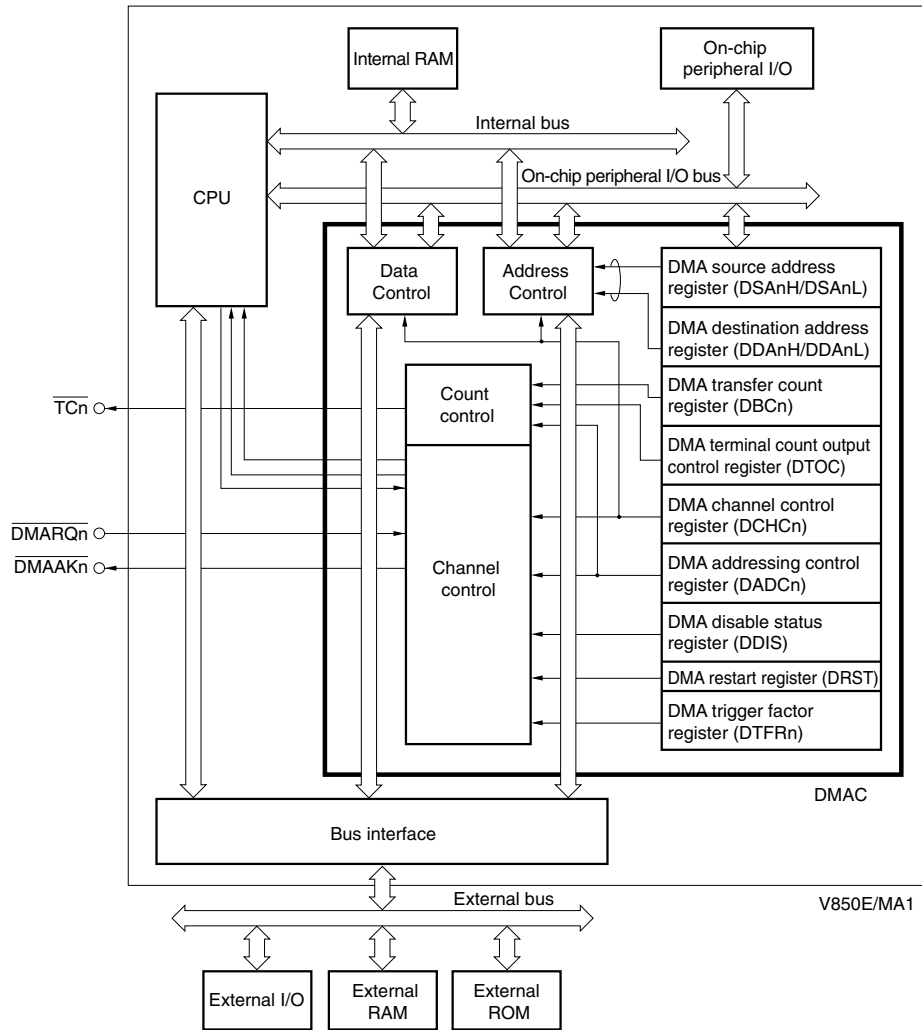 Internal RAM
On-chip
peripheral I/O
Internal bus
CPU
On-chip peripheral I/O bus
Data
Control
Address
Control
DMA source address
register (DSAnH/DSAnL)
DMA destination address
register (DDAnH/DDAnL)
DMA transfer count
register (DBCn)
TCn
Count
control
DMA terminal count output
control register (DTOC)
DMARQn
DMA channel control
register (DCHCn)
DMAAKn
Channel
control
DMA addressing control
register (DADCn)
DMA disable status
register (DDIS)
DMA restart register (DRST)
DMA trigger factor
register (DTFRn)
DMAC
Bus interface
External bus
V850E/MA1
External I/O
External
RAM
External
ROM